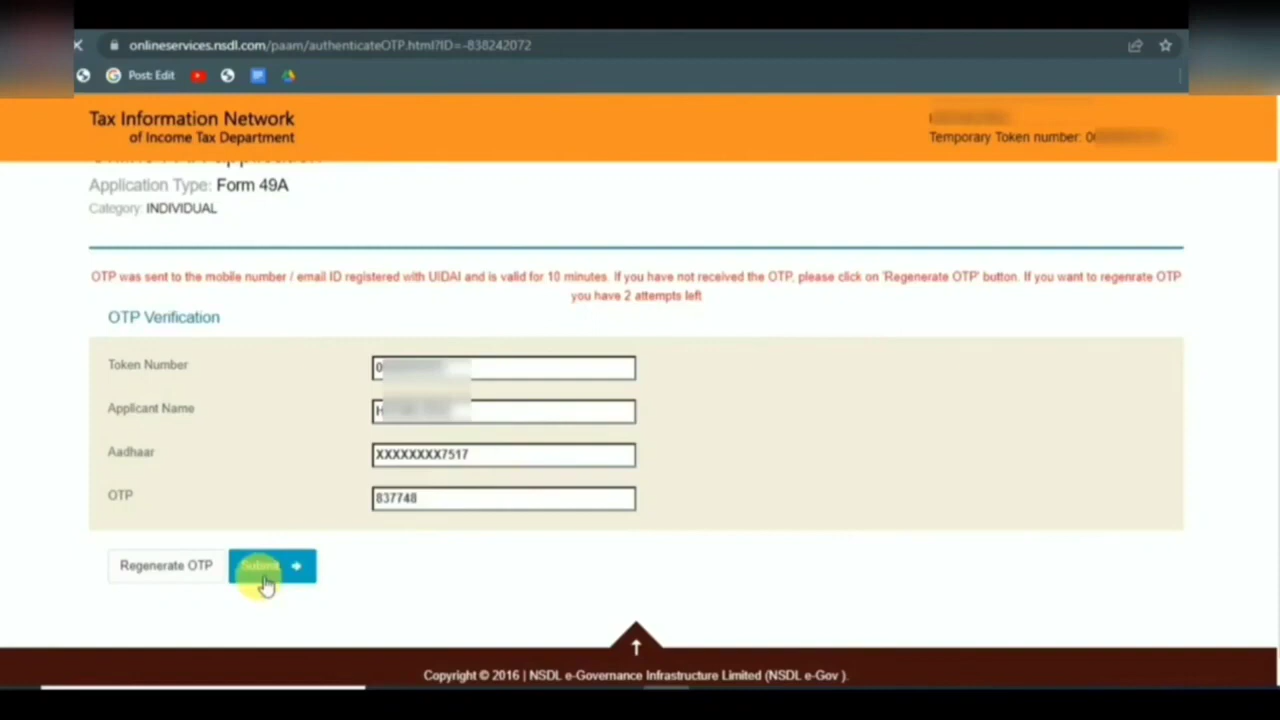 onlineservices.nsdl.com/paam/authenticateOTP.html?ID=-838242072
Post: Edit
Tax Information Network
of Income Tax Department
Temporary Token number: 0
Application Type: Form 49A
Category: INDIVIDUAL
OTP was sent to the mobile number / email ID registered with UIDAI and is valid for 10 minutes. If you have not received the OTP, please click on 'Regenerate OTP' button. If you want to regenrate OTP
you have 2 attempts left
OTP Verification
Token Number 0
Applicant Name H
Aadhaar XXXXXXXX7517
OTP 837748
Regenerate OTP Submit
Copyright © 2016 | NSDL e-Governance Infrastructure Limited (NSDL e-Gov ).